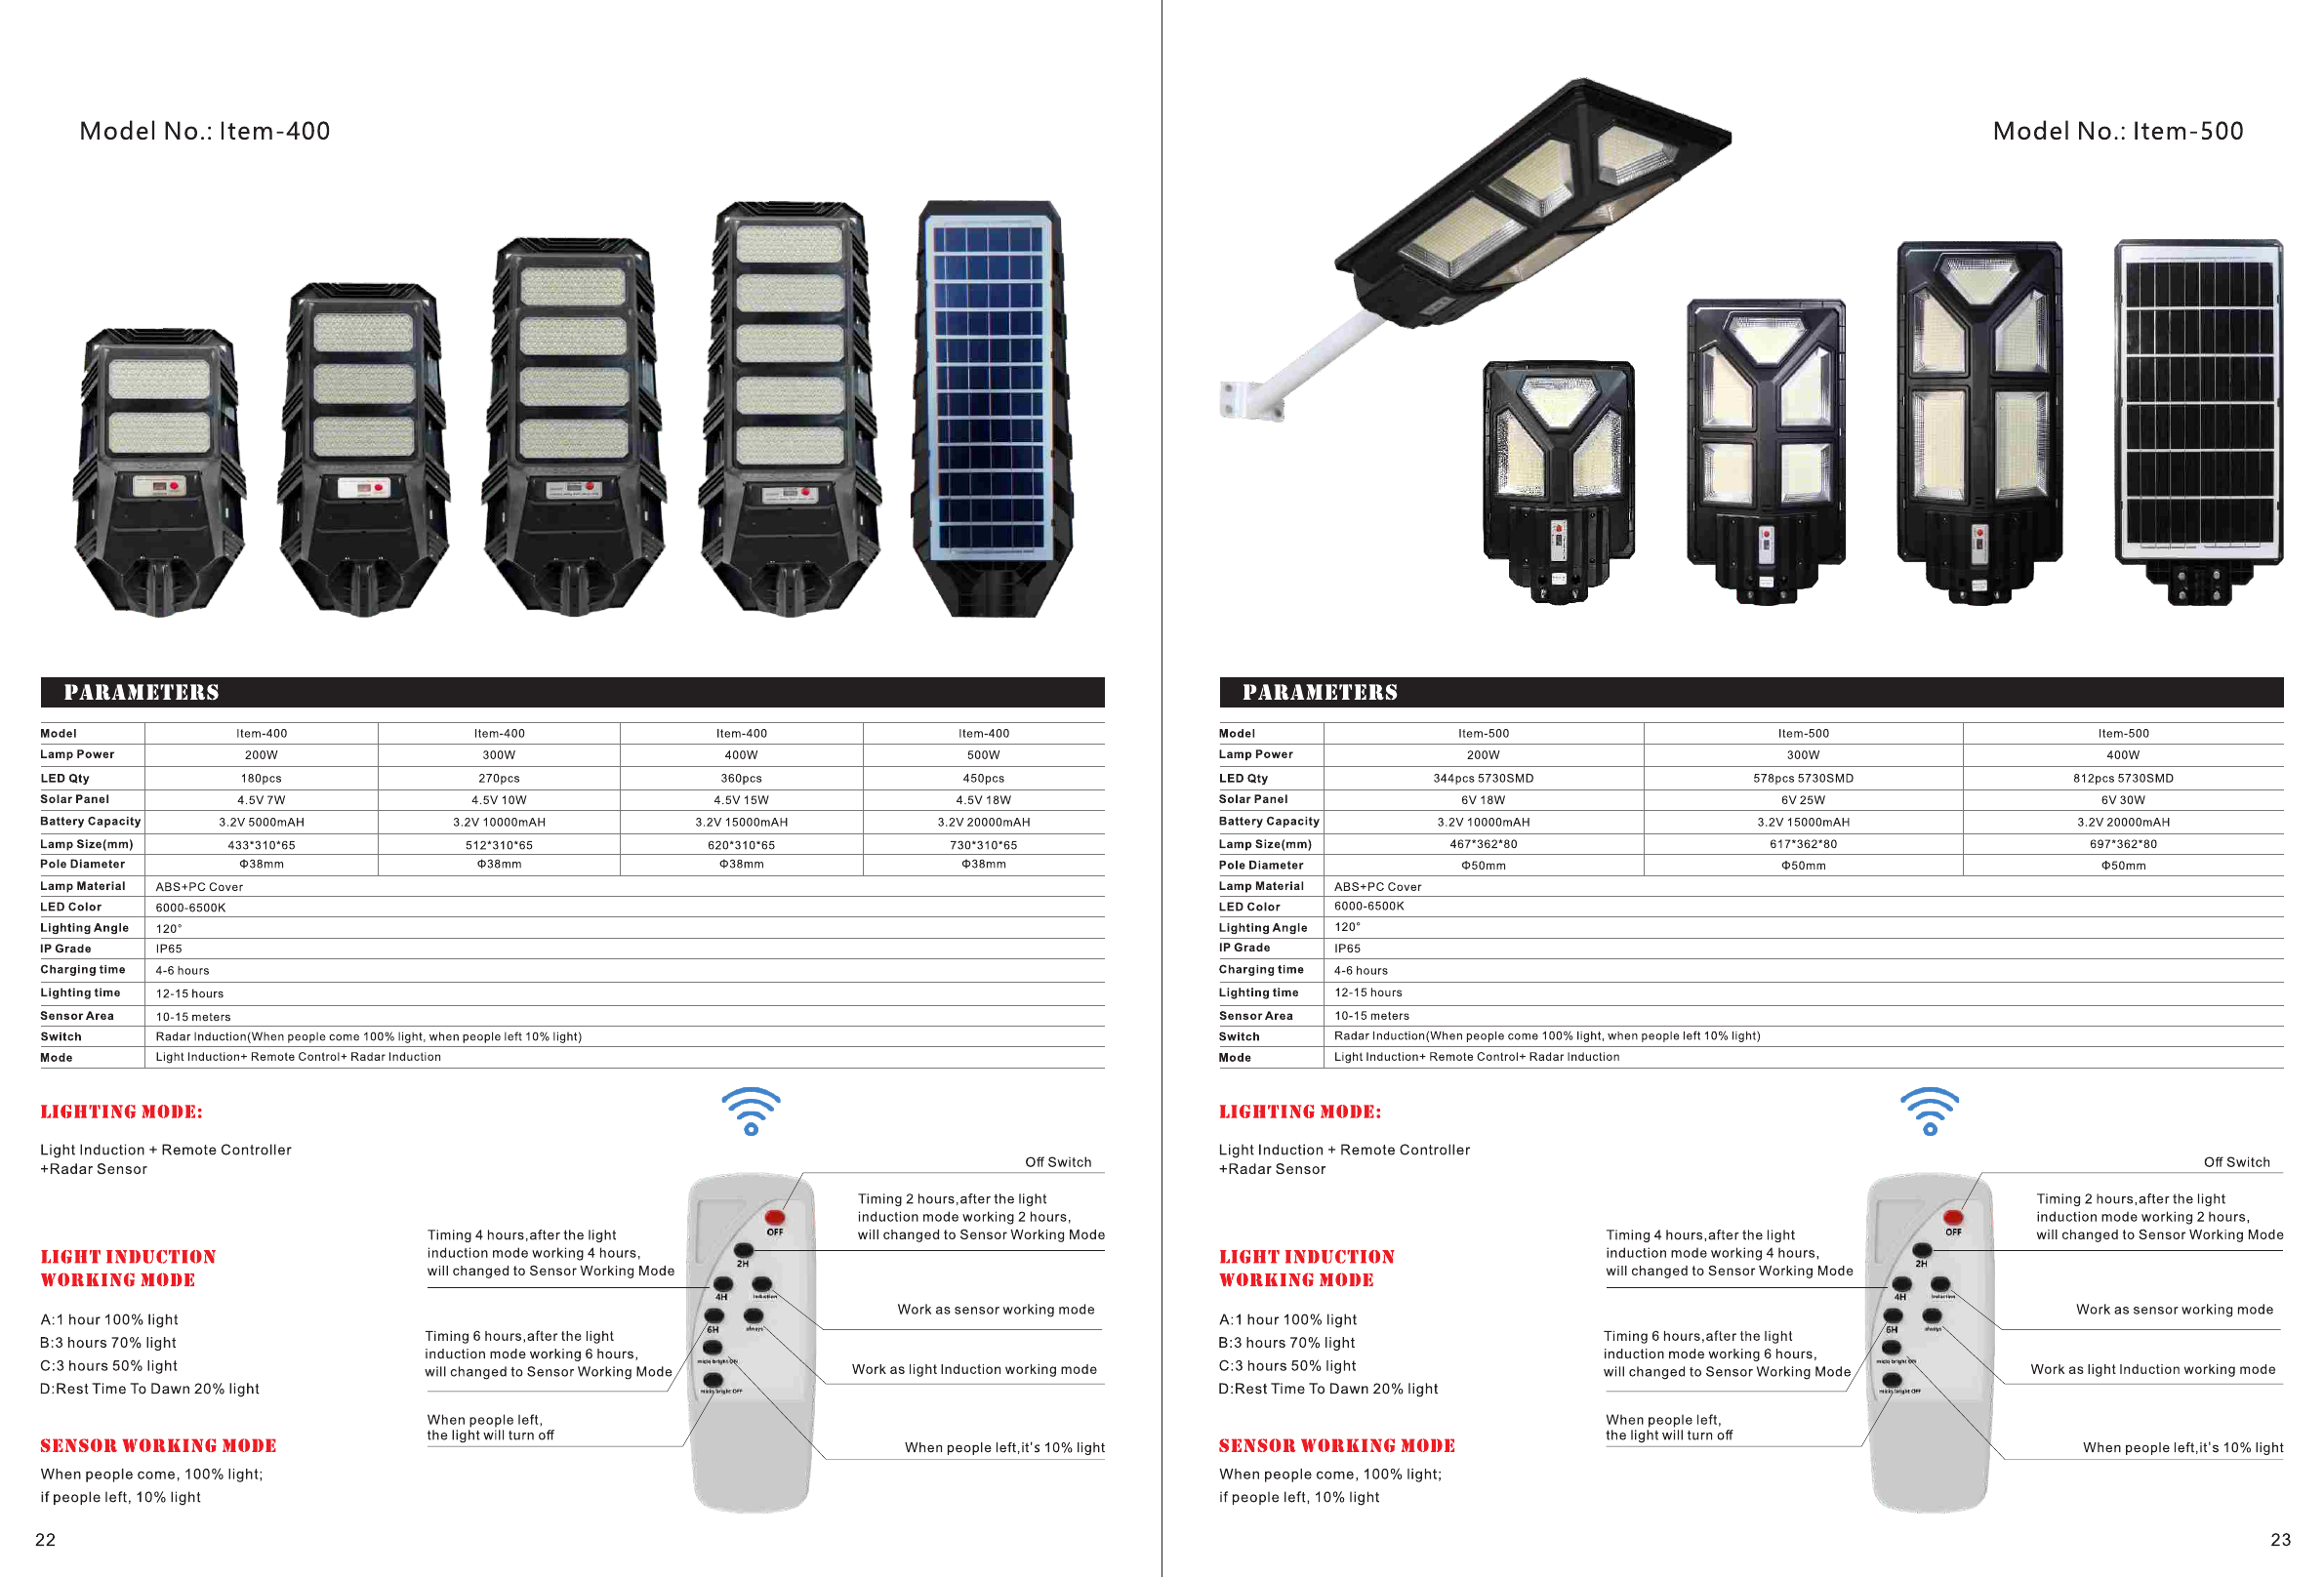 Model No.: Item-400
PARAMETERS
Model Item-400 Item-400 Item-400 Item-400
Lamp Power 200W 300W 400W 500W
LED Qty 180pcs 270pcs 360pcs 450pcs
Solar Panel 4.5V 7W 4.5V 10W 4.5V 15W 4.5V 18W
Battery Capacity 3.2V 5000mAH 3.2V 10000mAH 3.2V 15000mAH 3.2V 20000mAH
Lamp Size(mm) 433*310*65 512*310*65 620*310*65 730*310*65
Pole Diameter Φ38mm Φ38mm Φ38mm Φ38mm
Lamp Material ABS+PC Cover
LED Color 6000-6500K
Lighting Angle 120°
IP Grade IP65
Charging time 4-6 hours
Lighting time 12-15 hours
Sensor Area 10-15 meters
Switch Radar Induction(When people come 100% light, when people left 10% light)
Mode Light Induction+ Remote Control+ Radar Induction
LIGHTING MODE:
Light Induction + Remote Controller
+Radar Sensor
LIGHT INDUCTION
WORKING MODE
A:1 hour 100% light
B:3 hours 70% light
C:3 hours 50% light
D:Rest Time To Dawn 20% light
SENSOR WORKING MODE
When people come, 100% light;
if people left, 10% light
Timing 4 hours,after the light
induction mode working 4 hours,
will changed to Sensor Working Mode
Timing 6 hours,after the light
induction mode working 6 hours,
will changed to Sensor Working Mode
When people left,
the light will turn off
OFF
2H
4H
induction
6H
always
mode bright ON
mode bright OFF
Off Switch
Timing 2 hours,after the light
induction mode working 2 hours,
will changed to Sensor Working Mode
Work as sensor working mode
Work as light Induction working mode
When people left,it's 10% light
22
Model No.: Item-500
PARAMETERS
Model Item-500 Item-500 Item-500
Lamp Power 200W 300W 400W
LED Qty 344pcs 5730SMD 578pcs 5730SMD 812pcs 5730SMD
Solar Panel 6V 18W 6V 25W 6V 30W
Battery Capacity 3.2V 10000mAH 3.2V 15000mAH 3.2V 20000mAH
Lamp Size(mm) 467*362*80 617*362*80 697*362*80
Pole Diameter Φ50mm Φ50mm Φ50mm
Lamp Material ABS+PC Cover
LED Color 6000-6500K
Lighting Angle 120°
IP Grade IP65
Charging time 4-6 hours
Lighting time 12-15 hours
Sensor Area 10-15 meters
Switch Radar Induction(When people come 100% light, when people left 10% light)
Mode Light Induction+ Remote Control+ Radar Induction
LIGHTING MODE:
Light Induction + Remote Controller
+Radar Sensor
LIGHT INDUCTION
WORKING MODE
A:1 hour 100% light
B:3 hours 70% light
C:3 hours 50% light
D:Rest Time To Dawn 20% light
SENSOR WORKING MODE
When people come, 100% light;
if people left, 10% light
Timing 4 hours,after the light
induction mode working 4 hours,
will changed to Sensor Working Mode
Timing 6 hours,after the light
induction mode working 6 hours,
will changed to Sensor Working Mode
When people left,
the light will turn off
OFF
2H
4H
induction
6H
always
mode bright ON
mode bright OFF
Off Switch
Timing 2 hours,after the light
induction mode working 2 hours,
will changed to Sensor Working Mode
Work as sensor working mode
Work as light Induction working mode
When people left,it's 10% light
23